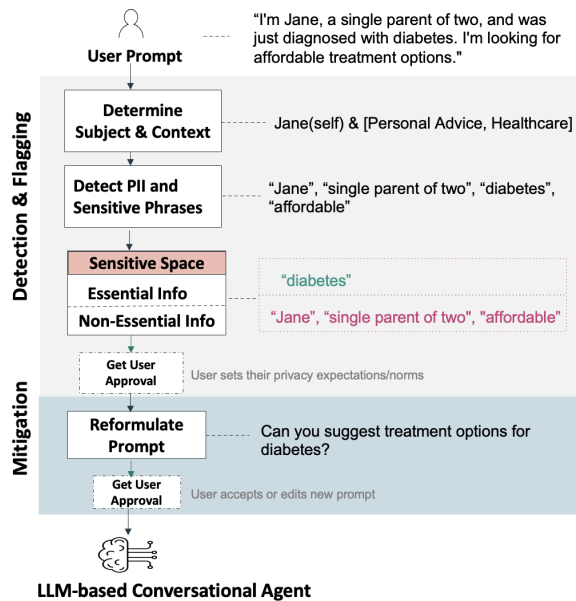 “I'm Jane, a single parent of two, and was
just diagnosed with diabetes. I'm looking for
affordable treatment options."
User Prompt
Detection & Flagging
Determine
Subject & Context
Jane(self) & [Personal Advice, Healthcare]
Detect PII and
Sensitive Phrases
“Jane”, “single parent of two”, “diabetes”,
“affordable”
Sensitive Space
Essential Info
Non-Essential Info
“diabetes”
“Jane”, “single parent of two", "affordable”
Get User
Approval
User sets their privacy expectations/norms
Mitigation
Reformulate
Prompt
Can you suggest treatment options for
diabetes?
Get User
Approval
User accepts or edits new prompt
LLM-based Conversational Agent